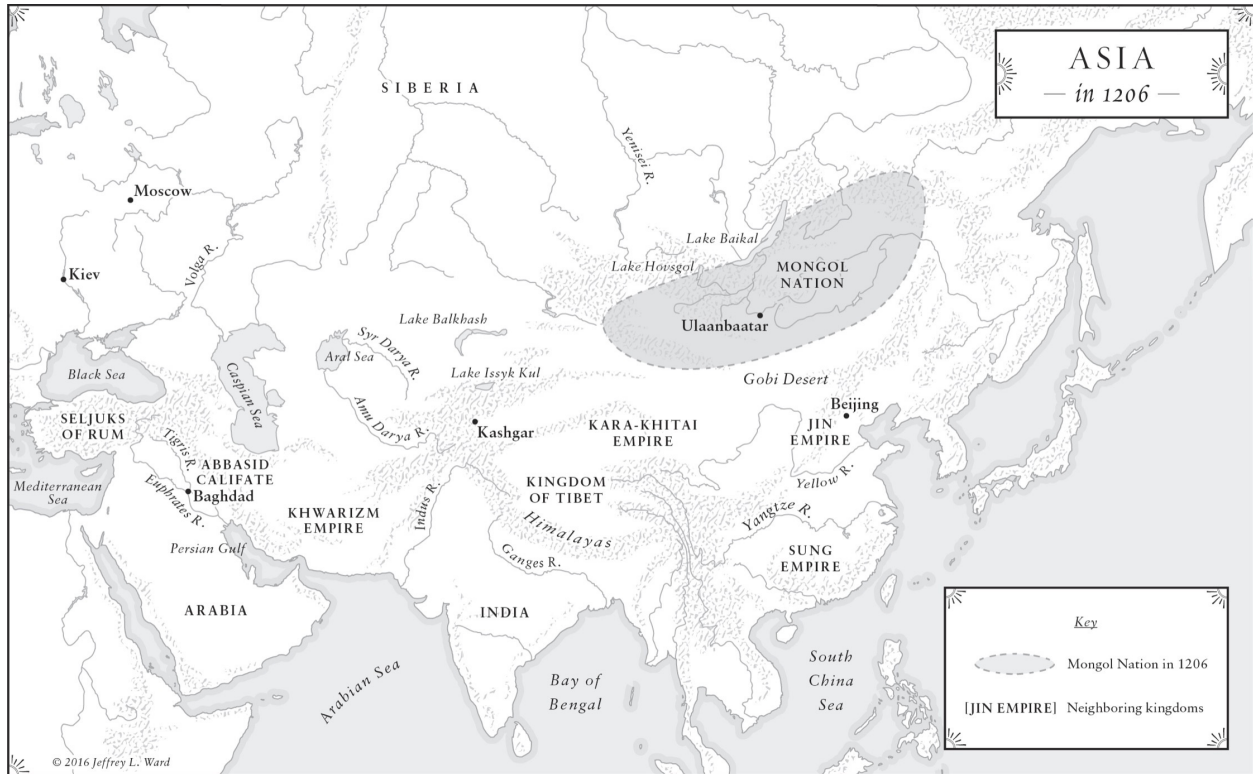 ASIA
— in 1206 —
SIBERIA
Yenisei R.
Moscow
Lake Baikal
Volga R.
Kiev
Lake Hovsgol
MONGOL
NATION
Lake Balkhash
Ulaanbaatar
Syr Darya R.
Aral Sea
Black Sea
Caspian Sea
Lake Issyk Kul
Gobi Desert
Amu Darya R.
Beijing
SELJUKS
OF RUM
Kashgar
KARA-KHITAI
EMPIRE
JIN
EMPIRE
Tigris R.
ABBASID
CALIFATE
Baghdad
Mediterranean
Sea
Euphrates R.
KINGDOM
OF TIBET
Yellow R.
KHWARIZM
EMPIRE
Indus R.
Himalayas
Yangtze R.
Persian Gulf
Ganges R.
SUNG
EMPIRE
ARABIA
INDIA
Arabian Sea
Bay of
Bengal
South
China
Sea
Key
Mongol Nation in 1206
[JIN EMPIRE] Neighboring kingdoms
© 2016 Jeffrey L. Ward